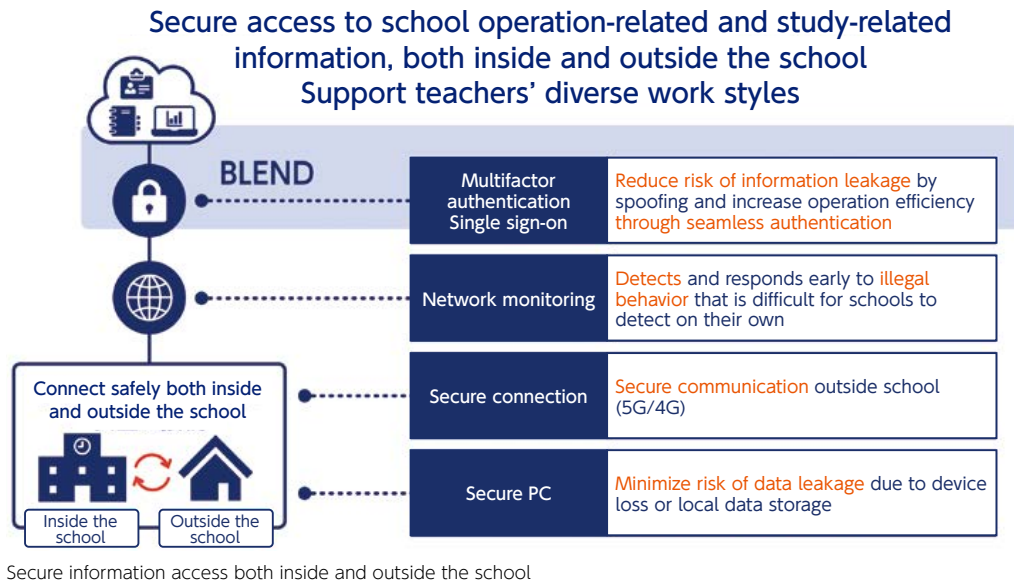 Secure access to school operation-related and study-related
information, both inside and outside the school
Support teachers’ diverse work styles
BLEND
Multifactor
authentication
Single sign-on
Reduce risk of information leakage by
spoofing and increase operation efficiency
through seamless authentication
Network monitoring
Detects and responds early to illegal
behavior that is difficult for schools to
detect on their own
Connect safely both inside
and outside the school
Secure connection
Secure communication outside school
(5G/4G)
Secure PC
Minimize risk of data leakage due to device
loss or local data storage
Inside the
school
Outside the
school
Secure information access both inside and outside the school